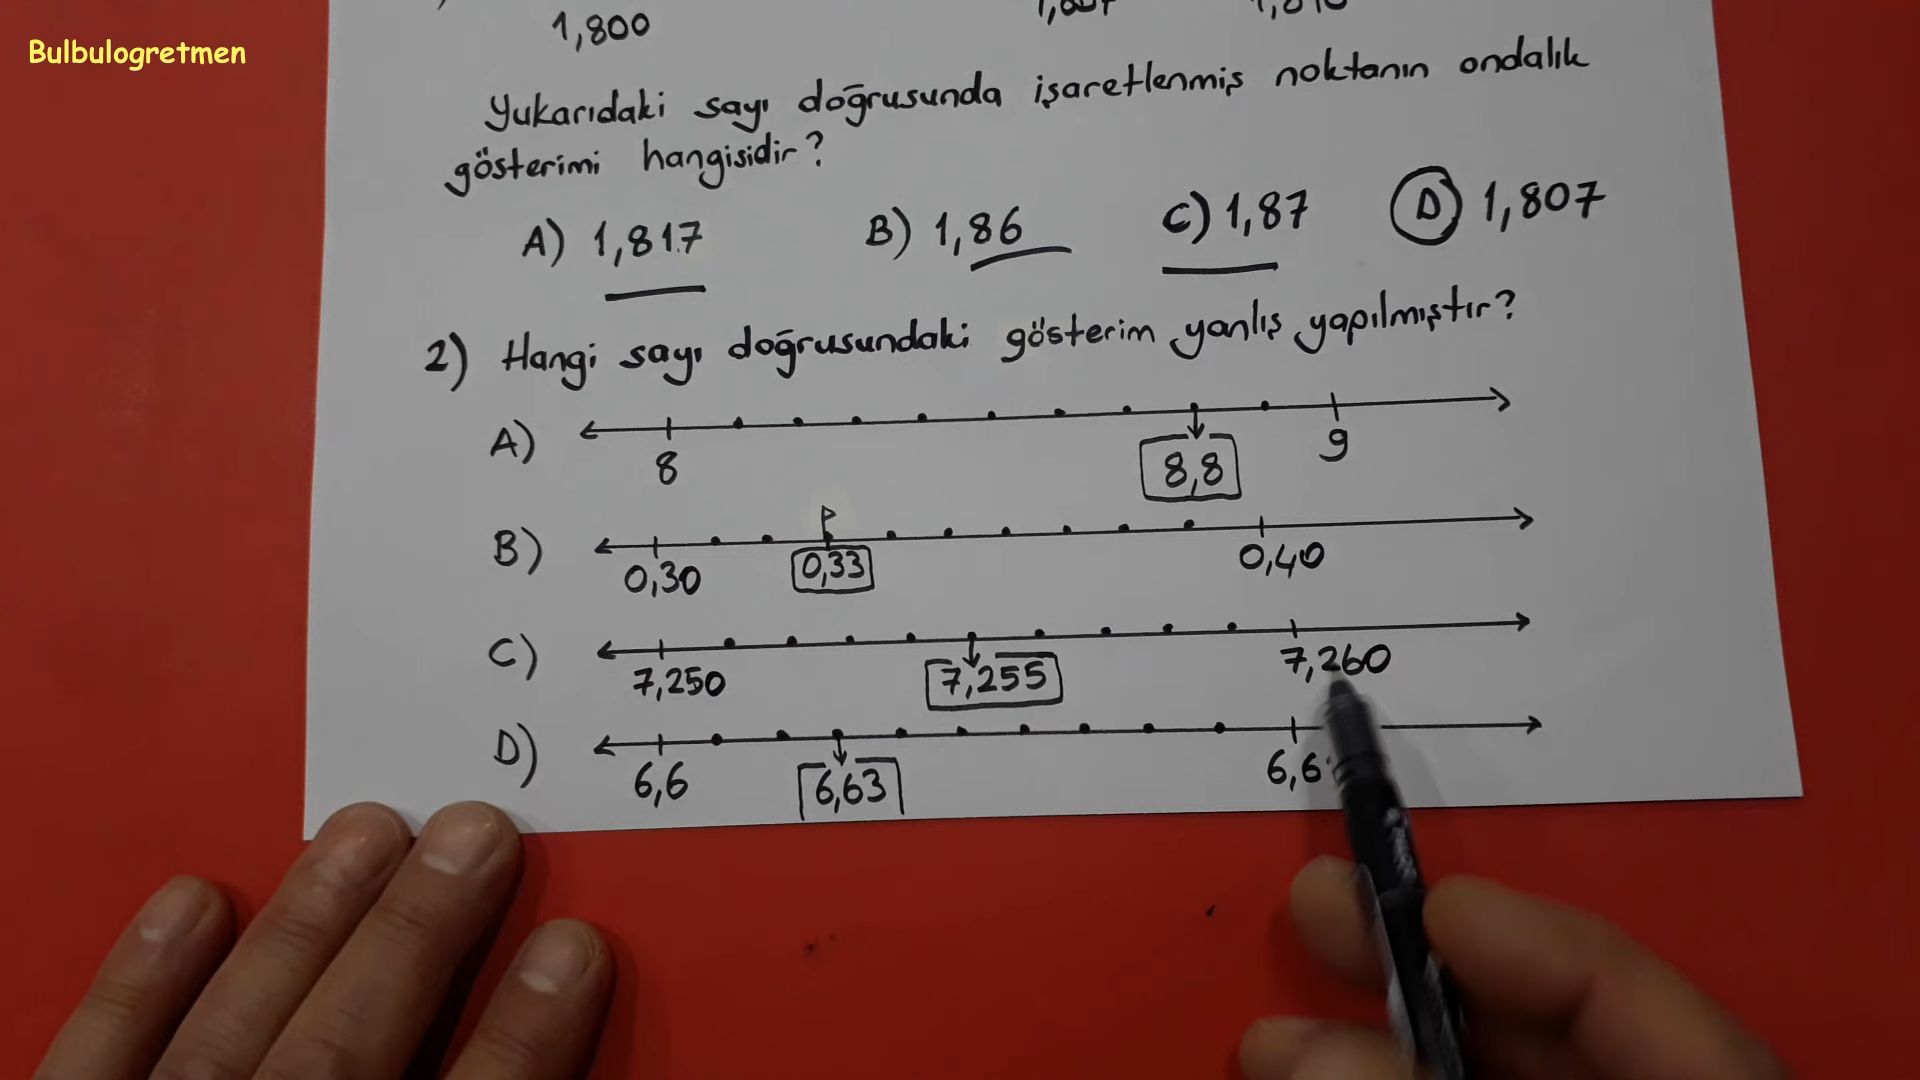 Bulbulogretmen
1,800
Yukarıdaki sayı doğrusunda işaretlenmiş noktanın ondalık
gösterimi hangisidir?
A) 1,817 B) 1,86 C) 1,87 D) 1,807
2) Hangi sayı doğrusundaki gösterim yanlış yapılmıştır?
A) 8 8,8 9
B) 0,30 0,33 0,40
C) 7,250 7,255 7,260
D) 6,6 6,63